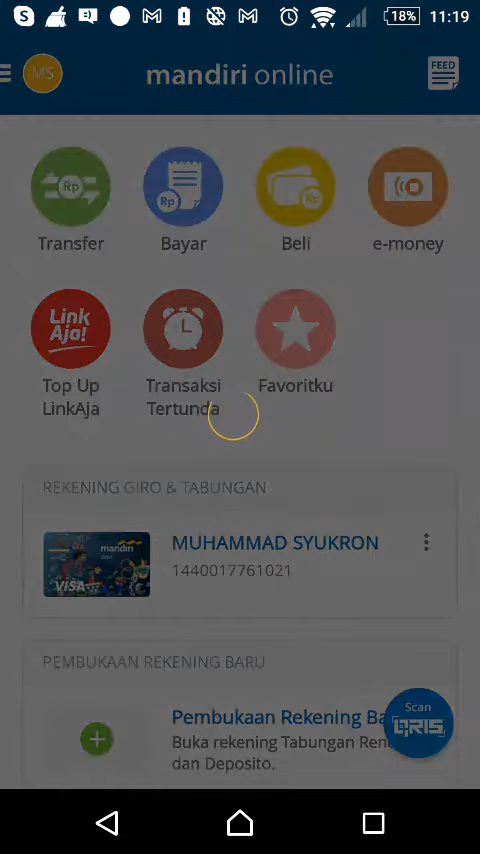 18% 11:19
MS mandiri online FEED
Rp Rp Rp
Transfer Bayar Beli e-money
Link
Aja!
Top Up Transaksi Favoritku
LinkAja Tertunda
REKENING GIRO & TABUNGAN
mandiri
VISA
MUHAMMAD SYUKRON
1440017761021
PEMBUKAAN REKENING BARU
Pembukaan Rekening Ba
Buka rekening Tabungan Ren
dan Deposito.
Scan
QRIS